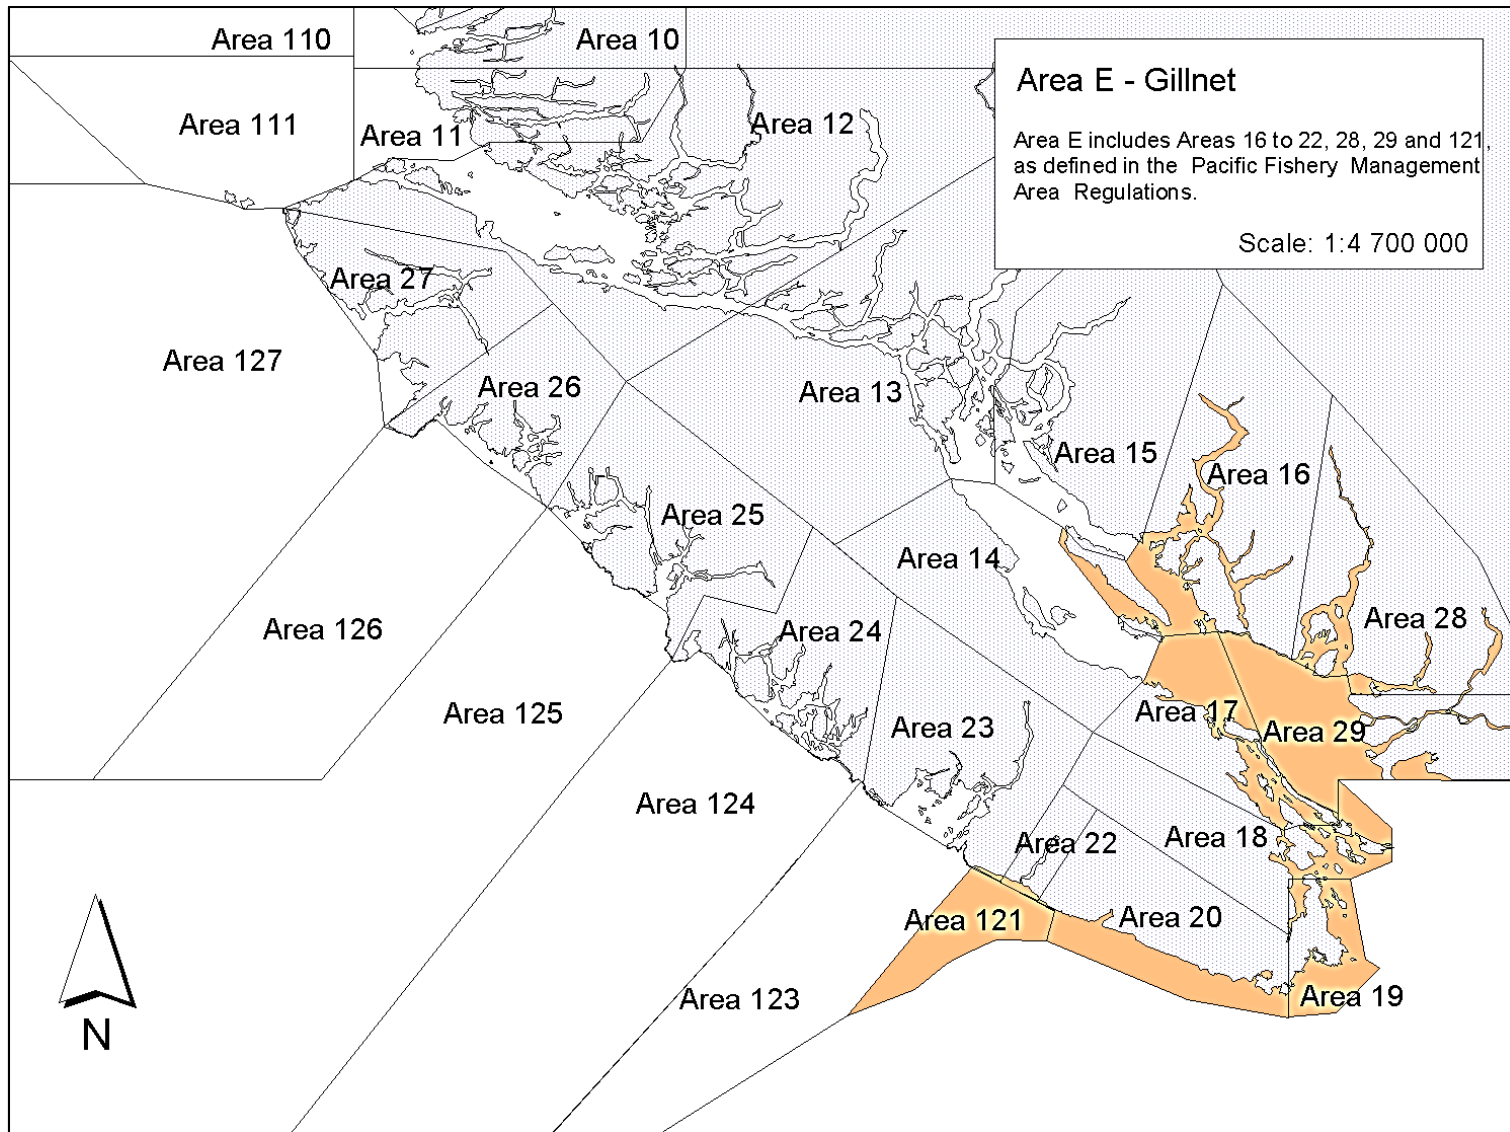 Area 110
Area 10
Area E - Gillnet
Area 111
Area 11
Area 12
Area E includes Areas 16 to 22, 28, 29 and 121,
as defined in the Pacific Fishery Management
Area Regulations.
Scale: 1:4 700 000
Area 27
Area 127
Area 26
Area 13
Area 15
Area 16
Area 25
Area 14
Area 28
Area 126
Area 24
Area 125
Area 23
Area 17
Area 29
Area 124
Area 22
Area 18
Area 121
Area 20
Area 123
Area 19
N